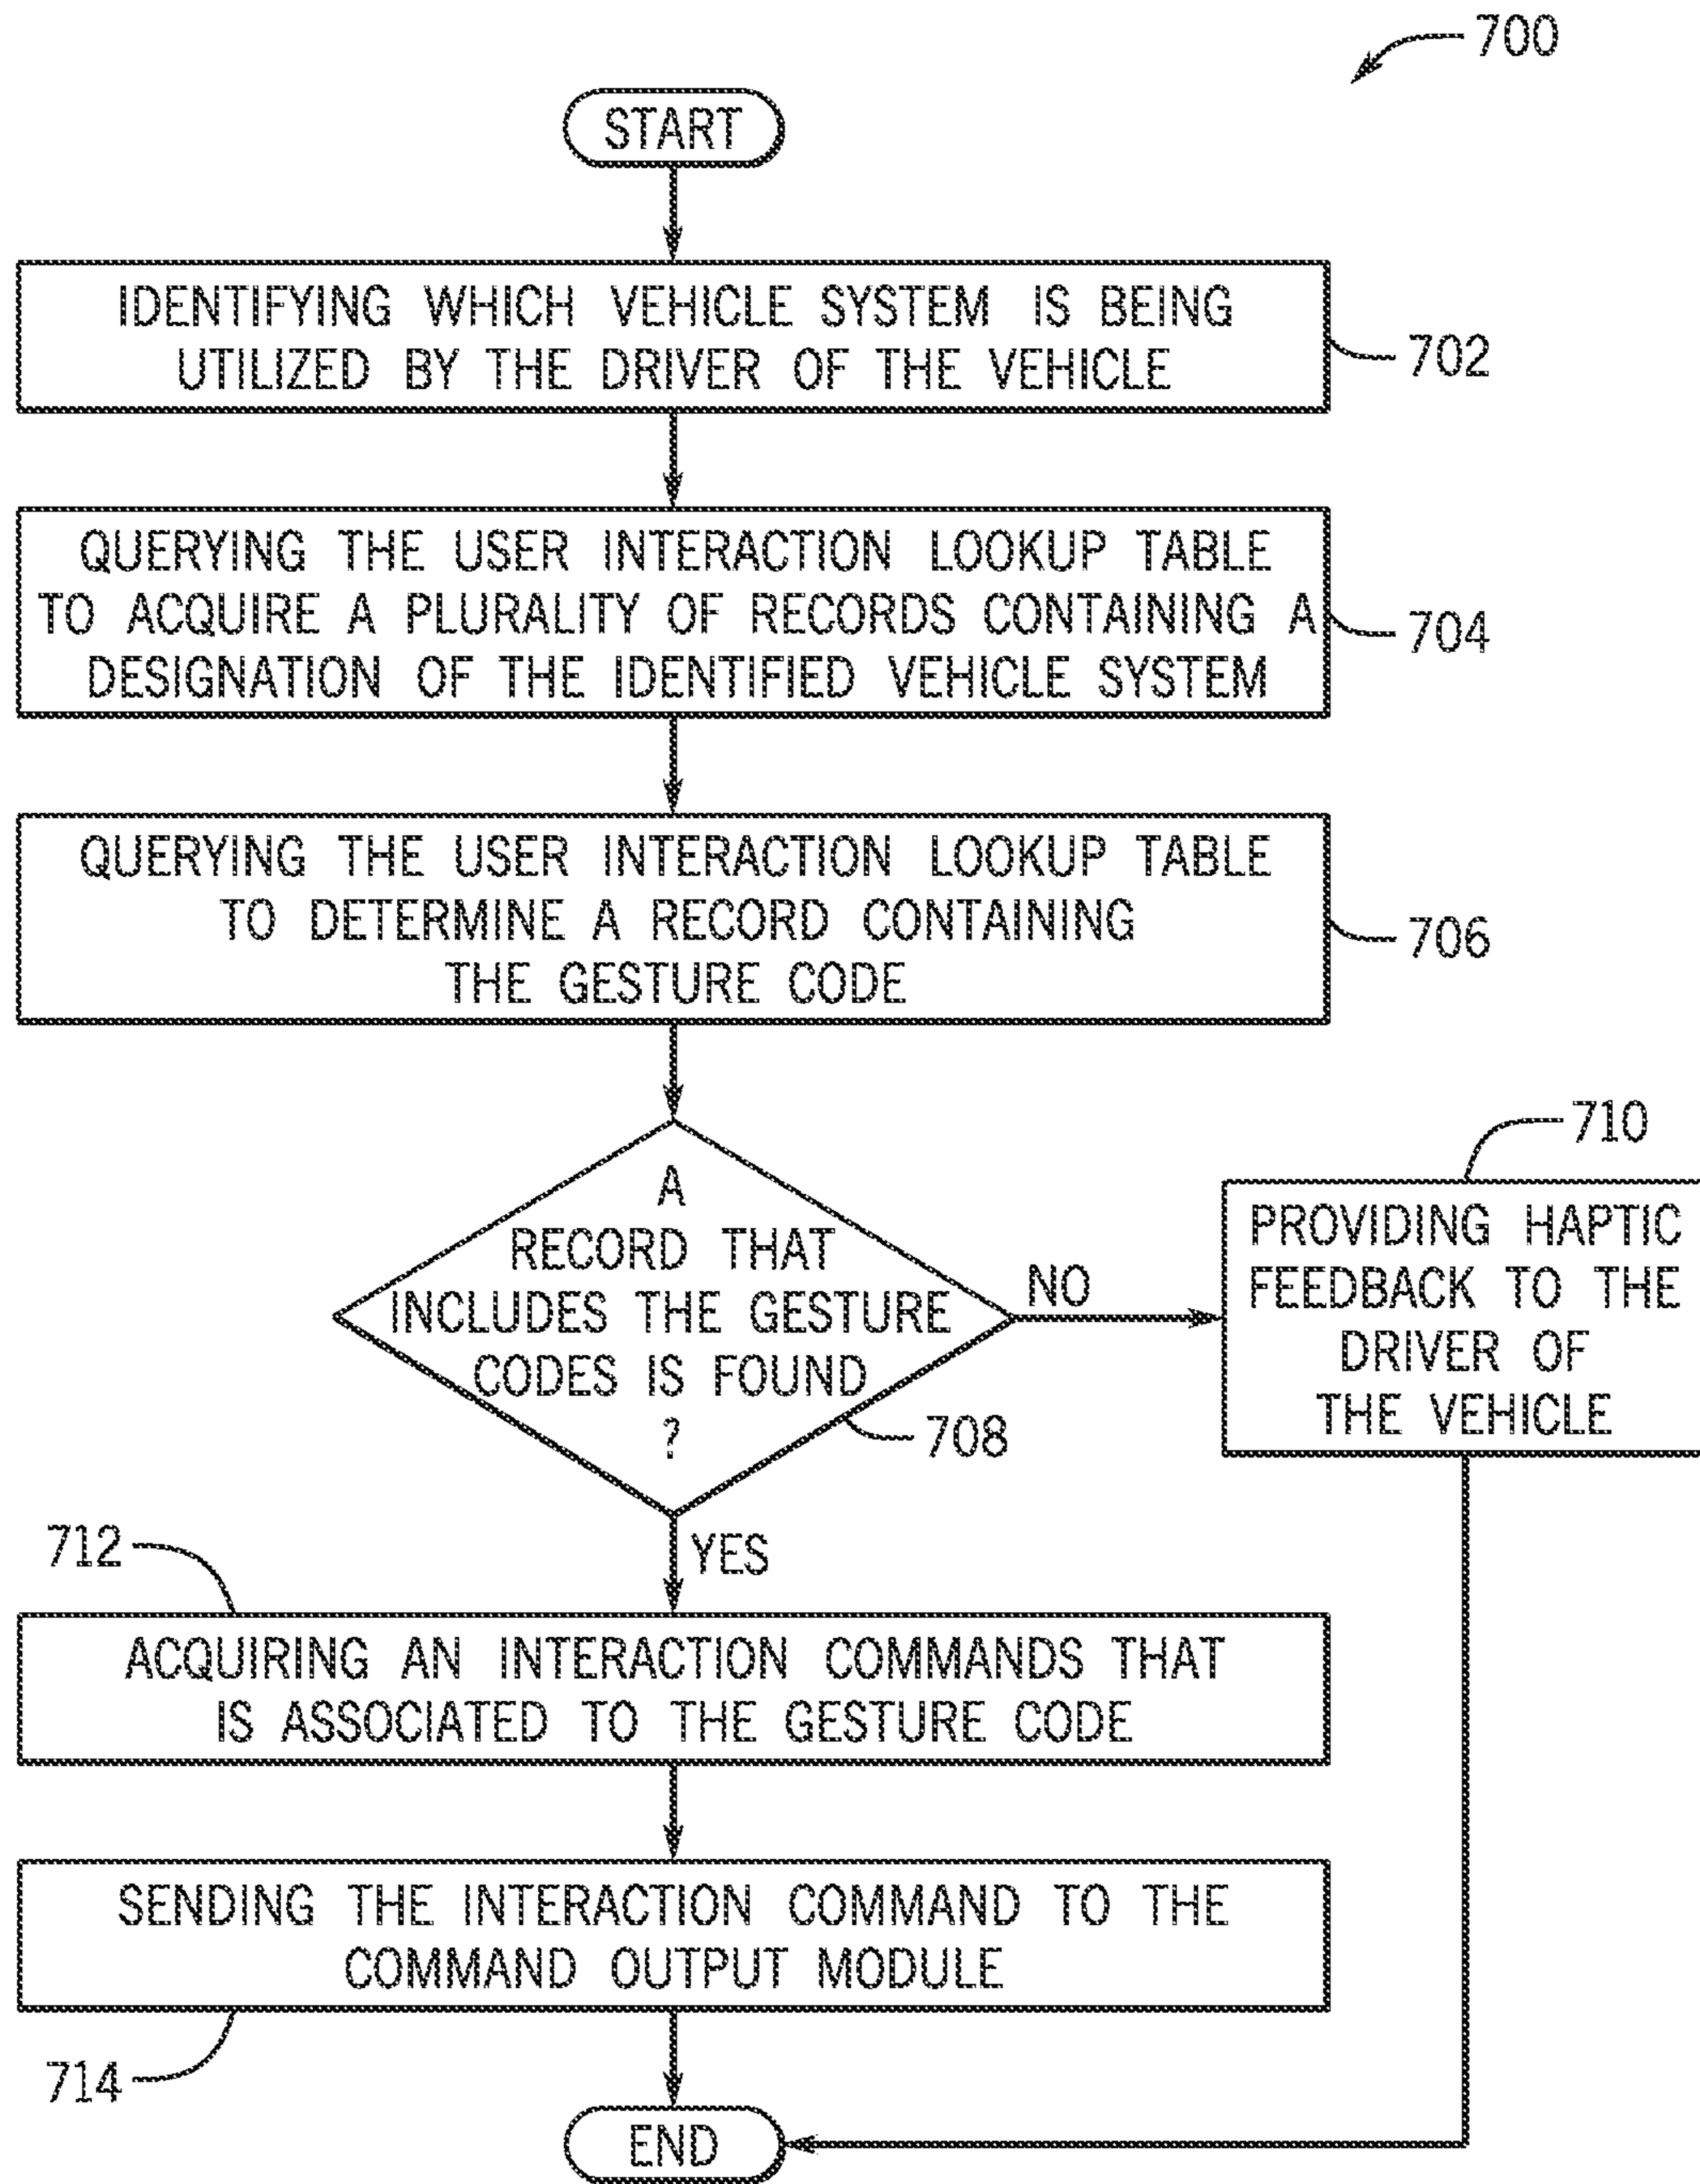 700
START
IDENTIFYING WHICH VEHICLE SYSTEM IS BEING
UTILIZED BY THE DRIVER OF THE VEHICLE
702
QUERYING THE USER INTERACTION LOOKUP TABLE
TO ACQUIRE A PLURALITY OF RECORDS CONTAINING A
DESIGNATION OF THE IDENTIFIED VEHICLE SYSTEM
704
QUERYING THE USER INTERACTION LOOKUP TABLE
TO DETERMINE A RECORD CONTAINING
THE GESTURE CODE
706
A
RECORD THAT
INCLUDES THE GESTURE
CODES IS FOUND
?
708
NO
710
PROVIDING HAPTIC
FEEDBACK TO THE
DRIVER OF
THE VEHICLE
YES
712
ACQUIRING AN INTERACTION COMMANDS THAT
IS ASSOCIATED TO THE GESTURE CODE
SENDING THE INTERACTION COMMAND TO THE
COMMAND OUTPUT MODULE
714
END